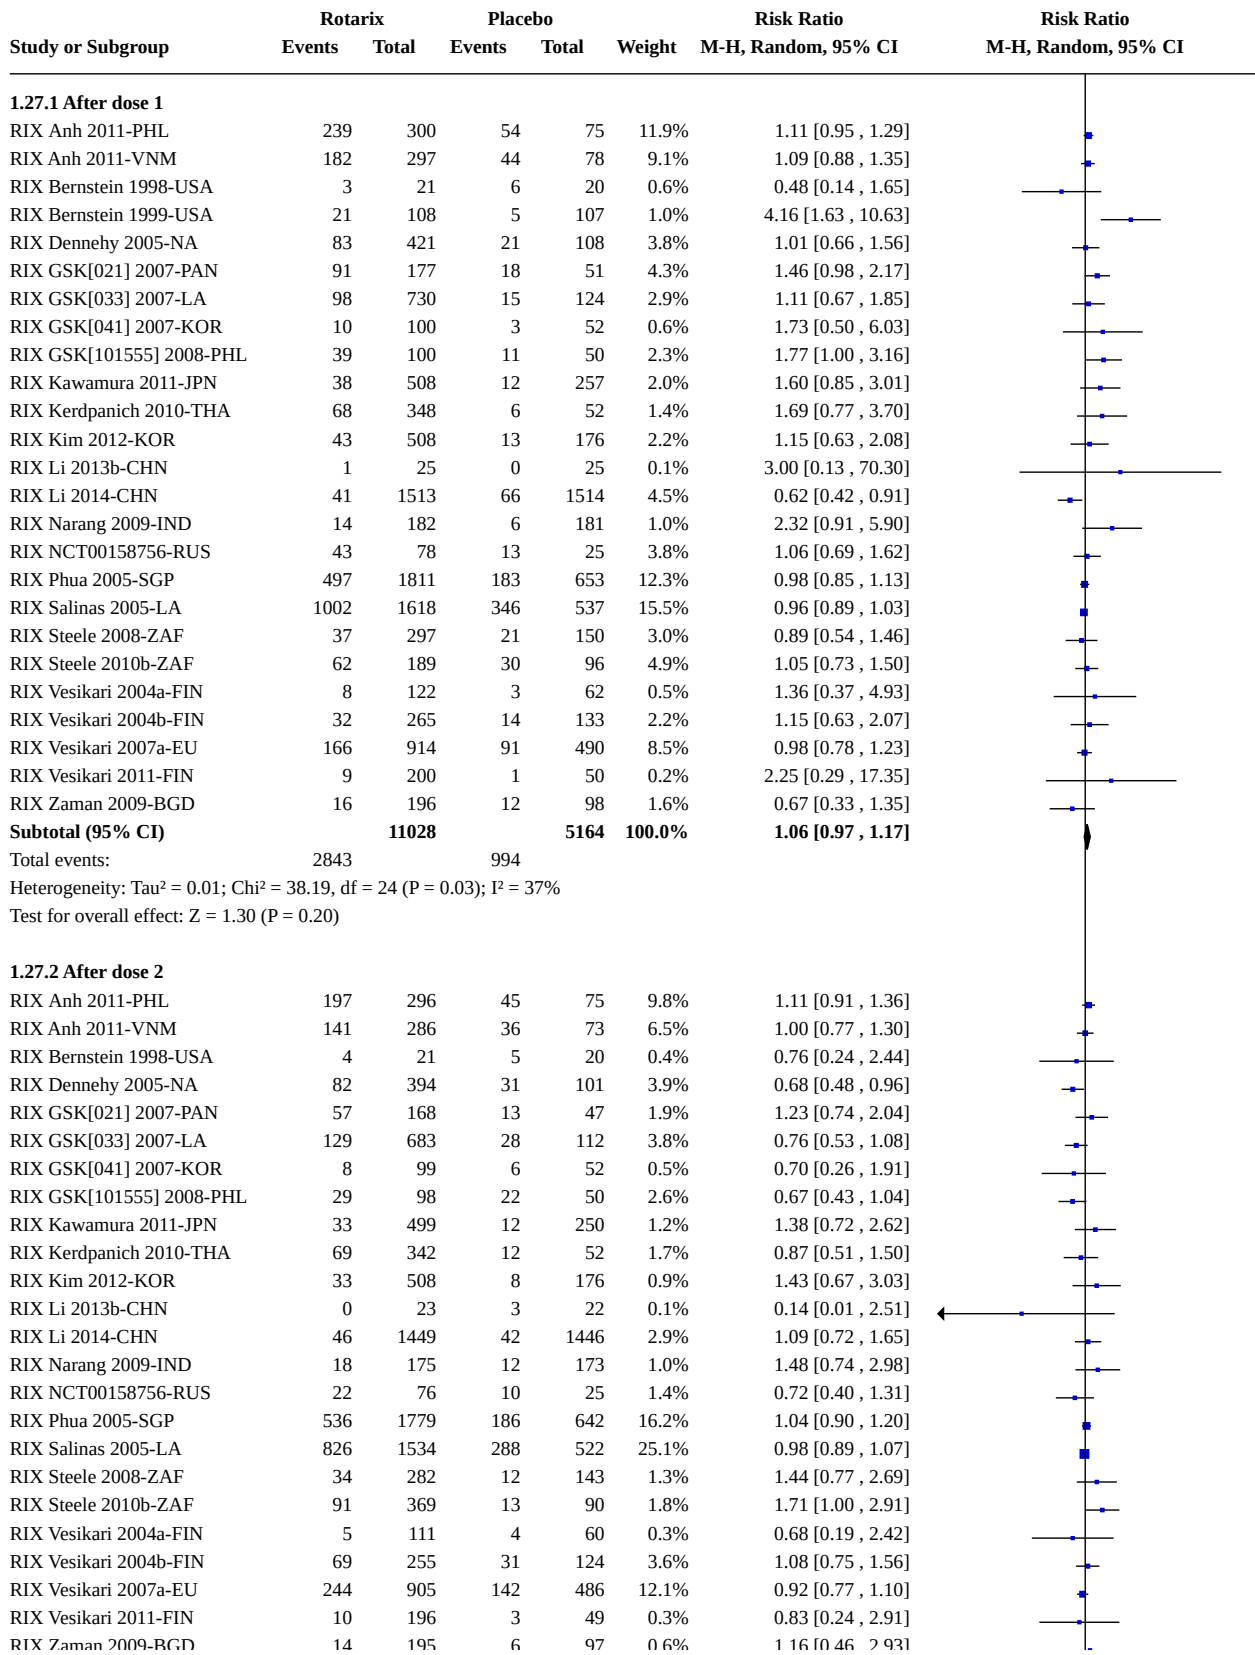 Rotarix Placebo Risk Ratio Risk Ratio
Study or Subgroup Events Total Events Total Weight M-H, Random, 95% CI M-H, Random, 95% CI
1.27.1 After dose 1
RIX Anh 2011-PHL 239 300 54 75 11.9% 1.11 [0.95 , 1.29]
RIX Anh 2011-VNM 182 297 44 78 9.1% 1.09 [0.88 , 1.35]
RIX Bernstein 1998-USA 3 21 6 20 0.6% 0.48 [0.14 , 1.65]
RIX Bernstein 1999-USA 21 108 5 107 1.0% 4.16 [1.63 , 10.63]
RIX Dennehy 2005-NA 83 421 21 108 3.8% 1.01 [0.66 , 1.56]
RIX GSK[021] 2007-PAN 91 177 18 51 4.3% 1.46 [0.98 , 2.17]
RIX GSK[033] 2007-LA 98 730 15 124 2.9% 1.11 [0.67 , 1.85]
RIX GSK[041] 2007-KOR 10 100 3 52 0.6% 1.73 [0.50 , 6.03]
RIX GSK[101555] 2008-PHL 39 100 11 50 2.3% 1.77 [1.00 , 3.16]
RIX Kawamura 2011-JPN 38 508 12 257 2.0% 1.60 [0.85 , 3.01]
RIX Kerdpanich 2010-THA 68 348 6 52 1.4% 1.69 [0.77 , 3.70]
RIX Kim 2012-KOR 43 508 13 176 2.2% 1.15 [0.63 , 2.08]
RIX Li 2013b-CHN 1 25 0 25 0.1% 3.00 [0.13 , 70.30]
RIX Li 2014-CHN 41 1513 66 1514 4.5% 0.62 [0.42 , 0.91]
RIX Narang 2009-IND 14 182 6 181 1.0% 2.32 [0.91 , 5.90]
RIX NCT00158756-RUS 43 78 13 25 3.8% 1.06 [0.69 , 1.62]
RIX Phua 2005-SGP 497 1811 183 653 12.3% 0.98 [0.85 , 1.13]
RIX Salinas 2005-LA 1002 1618 346 537 15.5% 0.96 [0.89 , 1.03]
RIX Steele 2008-ZAF 37 297 21 150 3.0% 0.89 [0.54 , 1.46]
RIX Steele 2010b-ZAF 62 189 30 96 4.9% 1.05 [0.73 , 1.50]
RIX Vesikari 2004a-FIN 8 122 3 62 0.5% 1.36 [0.37 , 4.93]
RIX Vesikari 2004b-FIN 32 265 14 133 2.2% 1.15 [0.63 , 2.07]
RIX Vesikari 2007a-EU 166 914 91 490 8.5% 0.98 [0.78 , 1.23]
RIX Vesikari 2011-FIN 9 200 1 50 0.2% 2.25 [0.29 , 17.35]
RIX Zaman 2009-BGD 16 196 12 98 1.6% 0.67 [0.33 , 1.35]
Subtotal (95% CI) 11028 5164 100.0% 1.06 [0.97 , 1.17]
Total events: 2843 994
Heterogeneity: Tau² = 0.01; Chi² = 38.19, df = 24 (P = 0.03); I² = 37%
Test for overall effect: Z = 1.30 (P = 0.20)
1.27.2 After dose 2
RIX Anh 2011-PHL 197 296 45 75 9.8% 1.11 [0.91 , 1.36]
RIX Anh 2011-VNM 141 286 36 73 6.5% 1.00 [0.77 , 1.30]
RIX Bernstein 1998-USA 4 21 5 20 0.4% 0.76 [0.24 , 2.44]
RIX Dennehy 2005-NA 82 394 31 101 3.9% 0.68 [0.48 , 0.96]
RIX GSK[021] 2007-PAN 57 168 13 47 1.9% 1.23 [0.74 , 2.04]
RIX GSK[033] 2007-LA 129 683 28 112 3.8% 0.76 [0.53 , 1.08]
RIX GSK[041] 2007-KOR 8 99 6 52 0.5% 0.70 [0.26 , 1.91]
RIX GSK[101555] 2008-PHL 29 98 22 50 2.6% 0.67 [0.43 , 1.04]
RIX Kawamura 2011-JPN 33 499 12 250 1.2% 1.38 [0.72 , 2.62]
RIX Kerdpanich 2010-THA 69 342 12 52 1.7% 0.87 [0.51 , 1.50]
RIX Kim 2012-KOR 33 508 8 176 0.9% 1.43 [0.67 , 3.03]
RIX Li 2013b-CHN 0 23 3 22 0.1% 0.14 [0.01 , 2.51]
RIX Li 2014-CHN 46 1449 42 1446 2.9% 1.09 [0.72 , 1.65]
RIX Narang 2009-IND 18 175 12 173 1.0% 1.48 [0.74 , 2.98]
RIX NCT00158756-RUS 22 76 10 25 1.4% 0.72 [0.40 , 1.31]
RIX Phua 2005-SGP 536 1779 186 642 16.2% 1.04 [0.90 , 1.20]
RIX Salinas 2005-LA 826 1534 288 522 25.1% 0.98 [0.89 , 1.07]
RIX Steele 2008-ZAF 34 282 12 143 1.3% 1.44 [0.77 , 2.69]
RIX Steele 2010b-ZAF 91 369 13 90 1.8% 1.71 [1.00 , 2.91]
RIX Vesikari 2004a-FIN 5 111 4 60 0.3% 0.68 [0.19 , 2.42]
RIX Vesikari 2004b-FIN 69 255 31 124 3.6% 1.08 [0.75 , 1.56]
RIX Vesikari 2007a-EU 244 905 142 486 12.1% 0.92 [0.77 , 1.10]
RIX Vesikari 2011-FIN 10 196 3 49 0.3% 0.83 [0.24 , 2.91]
RIX Zaman 2009-BGD 14 195 6 97 0.6% 1.16 [0.46 , 2.93]